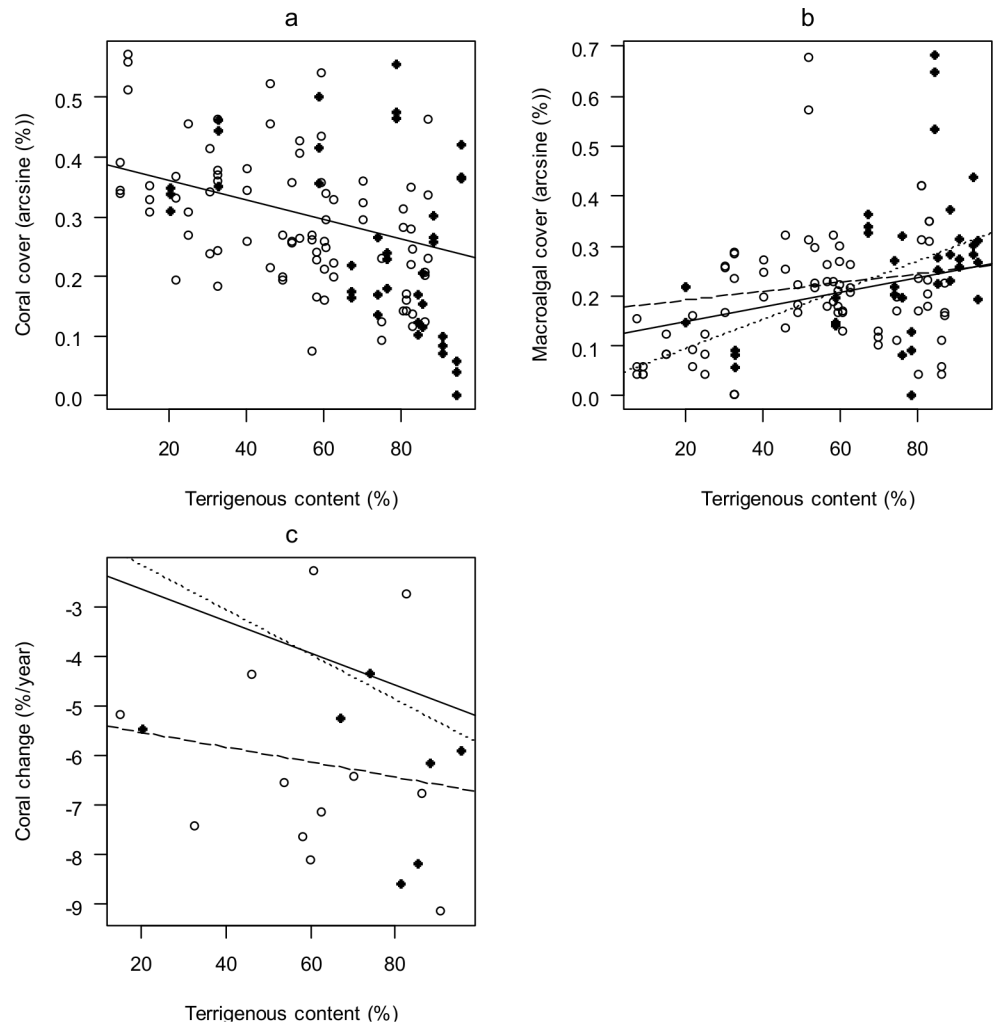 a
Coral cover (arcsine (%))
0.5
0.4
0.3
0.2
0.1
0.0
20 40 60 80
Terrigenous content (%)
b
Macroalgal cover (arcsine (%))
0.7
0.6
0.5
0.4
0.3
0.2
0.1
0.0
20 40 60 80
Terrigenous content (%)
c
Coral change (%/year)
-3
-4
-5
-6
-7
-8
-9
20 40 60 80
Terrigenous content (%)